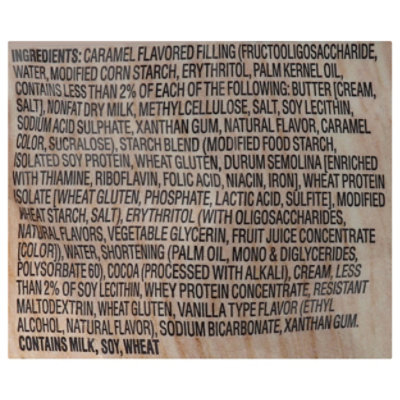 INGREDIENTS: CARAMEL FLAVORED FILLING (FRUCTOOLIGOSACCHARIDE,
WATER, MODIFIED CORN STARCH, ERYTHRITOL, PALM KERNEL OIL,
CONTAINS LESS THAN 2% OF EACH OF THE FOLLOWING: BUTTER [CREAM,
SALT], NONFAT DRY MILK, METHYLCELLULOSE, SALT, SOY LECITHIN,
SODIUM ACID SULPHATE, XANTHAN GUM, NATURAL FLAVOR, CARAMEL
COLOR, SUCRALOSE), STARCH BLEND (MODIFIED FOOD STARCH,
ISOLATED SOY PROTEIN, WHEAT GLUTEN, DURUM SEMOLINA [ENRICHED
WITH THIAMINE, RIBOFLAVIN, FOLIC ACID, NIACIN, IRON], WHEAT PROTEIN
ISOLATE [WHEAT GLUTEN, PHOSPHATE, LACTIC ACID, SULFITE], MODIFIED
WHEAT STARCH, SALT), ERYTHRITOL (WITH OLIGOSACCHARIDES,
NATURAL FLAVORS, VEGETABLE GLYCERIN, FRUIT JUICE CONCENTRATE
[COLOR]), WATER, SHORTENING (PALM OIL, MONO & DIGLYCERIDES,
POLYSORBATE 60), COCOA (PROCESSED WITH ALKALI), CREAM, LESS
THAN 2% OF SOY LECITHIN, WHEY PROTEIN CONCENTRATE, RESISTANT
MALTODEXTRIN, WHEAT GLUTEN, VANILLA TYPE FLAVOR (ETHYL
ALCOHOL, NATURAL FLAVOR), SODIUM BICARBONATE, XANTHAN GUM.
CONTAINS MILK, SOY, WHEAT